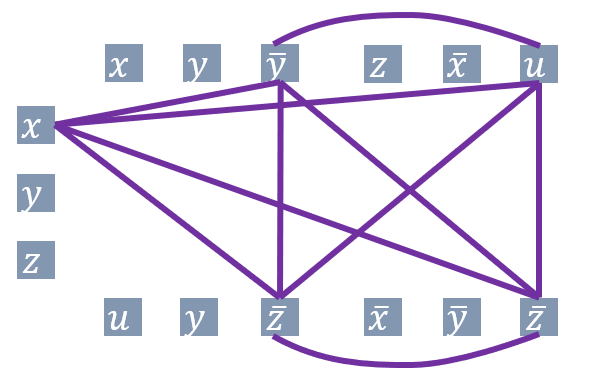 x y ȳ z x̄ u
x
y
z
u y z̄ x̄ ȳ z̄